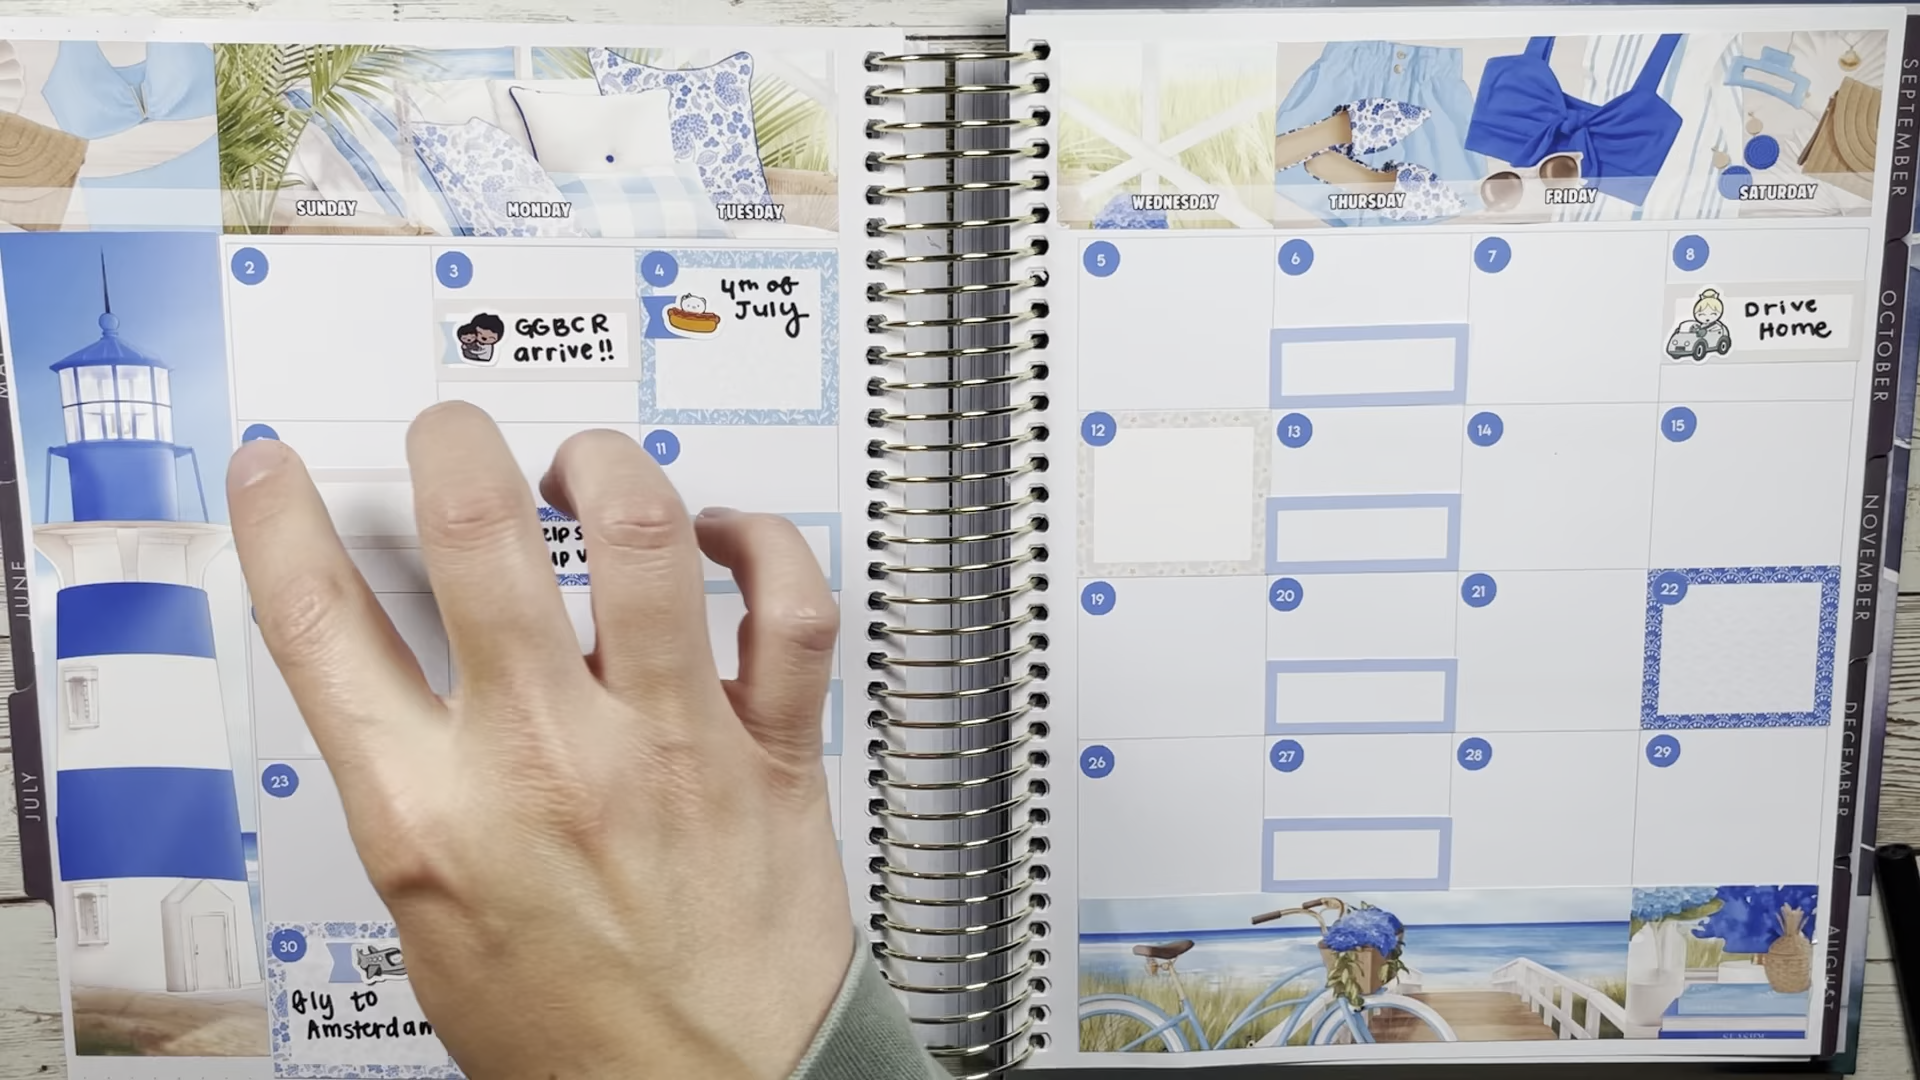 SUNDAY
MONDAY
TUESDAY
WEDNESDAY
THURSDAY
FRIDAY
SATURDAY
2
3
4
5
6
7
8
GGBCR
arrive!!
4th of
July
Drive
Home
11
12
13
14
15
19
20
21
22
23
26
27
28
29
30
fly to
Amsterdam
JUNE
JULY
SEPTEMBER
OCTOBER
NOVEMBER
DECEMBER
AUGUST